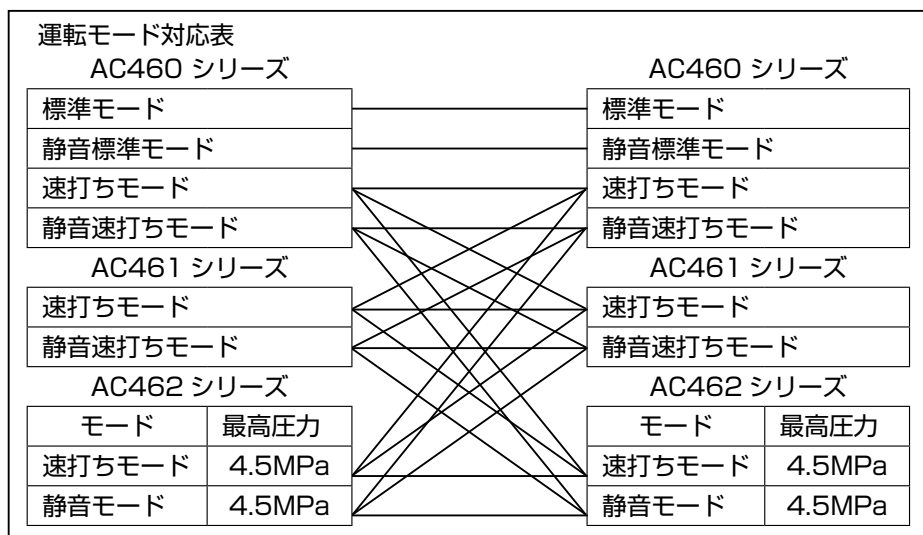 運転モード対応表
AC460 シリーズ
標準モード
静音標準モード
速打ちモード
静音速打ちモード
AC461 シリーズ
速打ちモード
静音速打ちモード
AC462 シリーズ
モード 最高圧力
速打ちモード 4.5MPa
静音モード 4.5MPa
AC460 シリーズ
標準モード
静音標準モード
速打ちモード
静音速打ちモード
AC461 シリーズ
速打ちモード
静音速打ちモード
AC462 シリーズ
モード 最高圧力
速打ちモード 4.5MPa
静音モード 4.5MPa